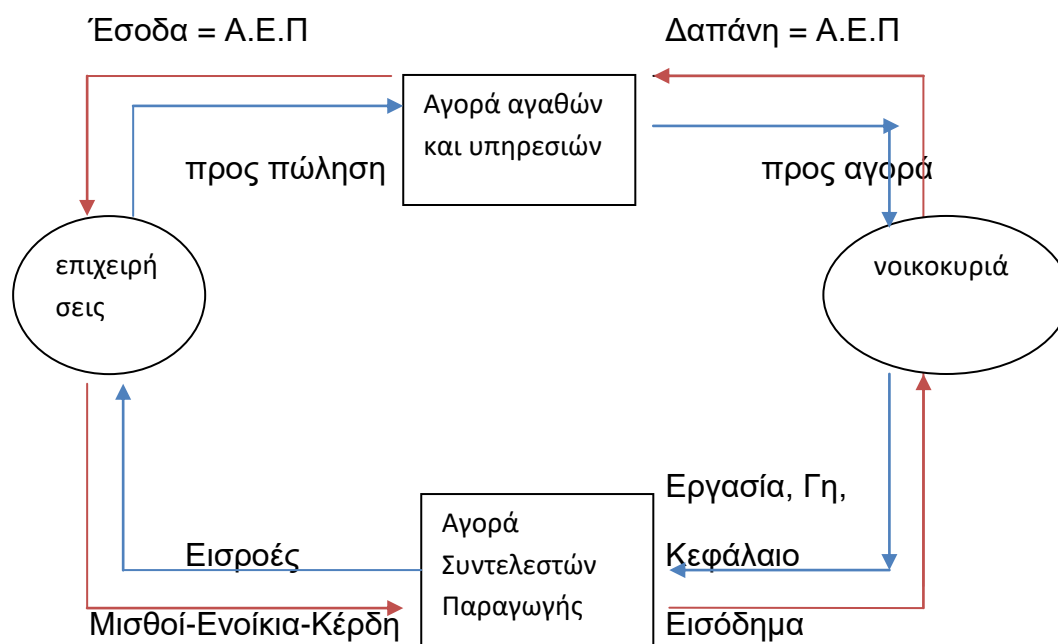 Έσοδα = Α.Ε.Π
Δαπάνη = Α.Ε.Π
Αγορά αγαθών
και υπηρεσιών
προς πώληση
προς αγορά
επιχειρή
σεις
νοικοκυριά
Εργασία, Γη,
Κεφάλαιο
Αγορά
Συντελεστών
Παραγωγής
Εισροές
Μισθοί-Ενοίκια-Κέρδη
Εισόδημα